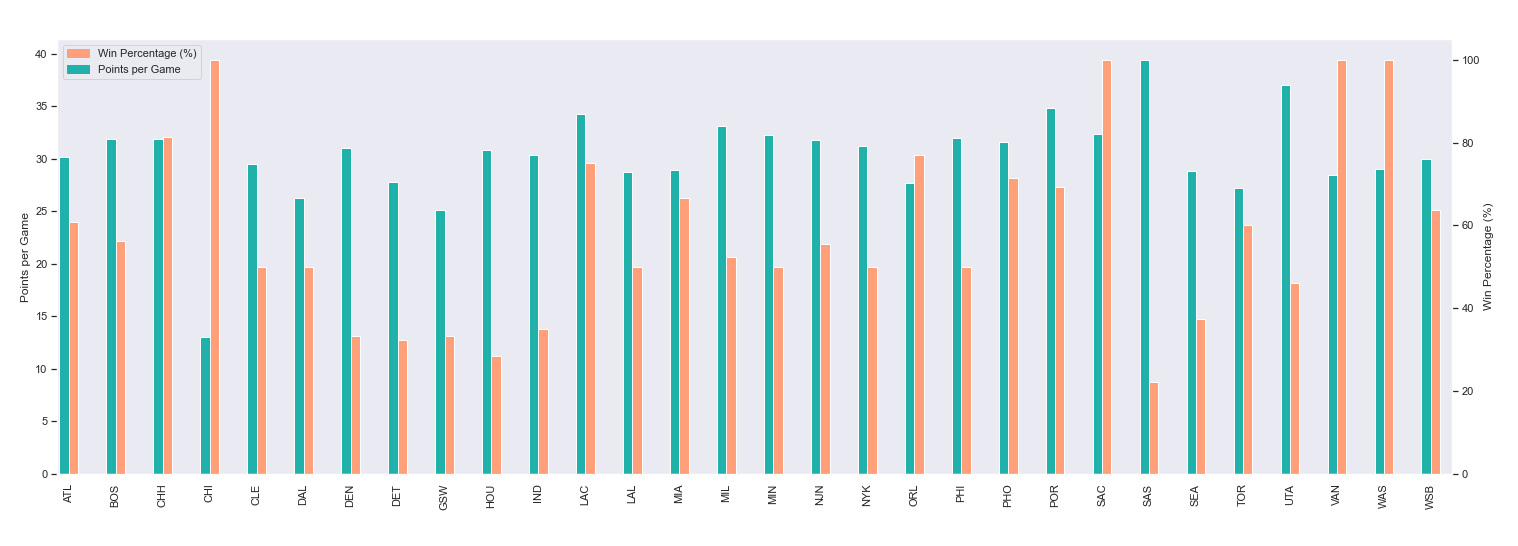 Win Percentage (%)
Points per Game
40
35
30
25
20
15
10
5
0
Points per Game
100
80
60
40
20
0
Win Percentage (%)
ATL
BOS
CHH
CHI
CLE
DAL
DEN
DET
GSW
HOU
IND
LAC
LAL
MIA
MIL
MIN
NJN
NYK
ORL
PHI
PHO
POR
SAC
SAS
SEA
TOR
UTA
VAN
WAS
WSB